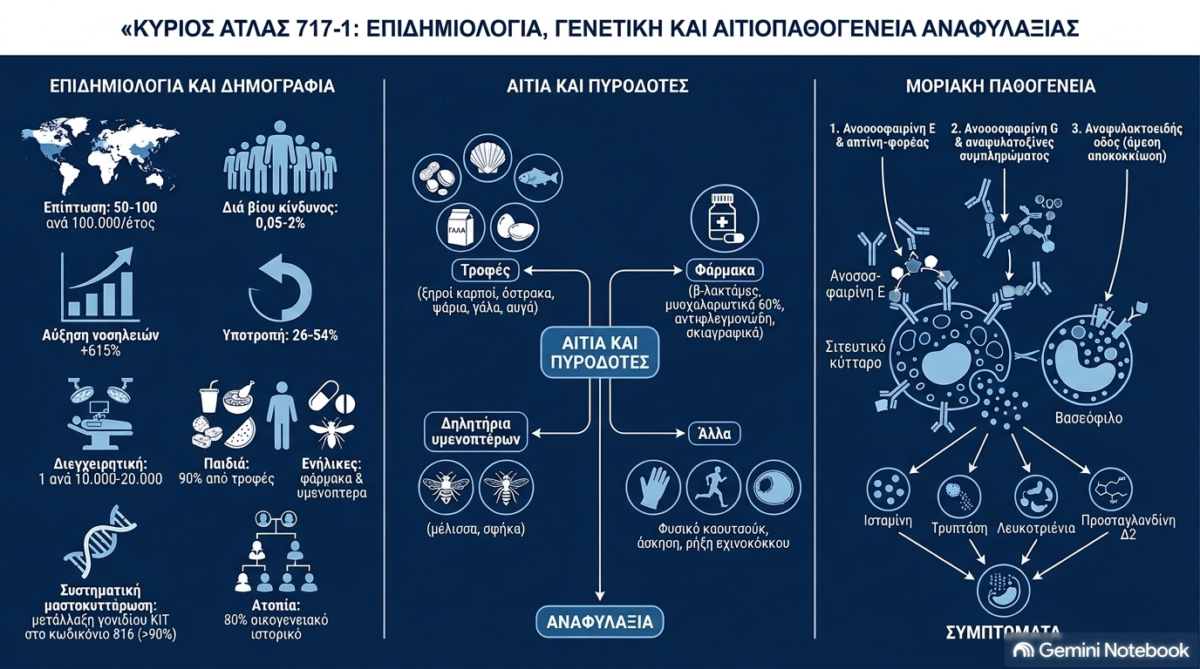 «ΚΥΡΙΟΣ ΑΤΛΑΣ 717-1: ΕΠΙΔΗΜΙΟΛΟΓΙΑ, ΓΕΝΕΤΙΚΗ ΚΑΙ ΑΙΤΙΟΠΑΘΟΓΕΝΕΙΑ ΑΝΑΦΥΛΑΞΙΑΣ
ΕΠΙΔΗΜΙΟΛΟΓΙΑ ΚΑΙ ΔΗΜΟΓΡΑΦΙΑ
Επίπτωση: 50-100
ανά 100.000/έτος
Διά βίου κίνδυνος:
0,05-2%
Αύξηση νοσηλειών
+615%
Υποτροπή: 26-54%
Διεγχειρητική:
1 ανά 10.000-20.000
Παιδιά:
90% από τροφές
Ενήλικες:
φάρμακα &
υμενοπτερα
Συστηματική
μαστοκυττάρωση:
μετάλλαξη γονιδίου KIT
στο κωδικόνιο 816 (>90%)
Ατοπία:
80% οικογενειακό
ιστορικό
ΑΙΤΙΑ ΚΑΙ ΠΥΡΟΔΟΤΕΣ
ΓΑΛΑ
Τροφές
(ξηροί καρποί, όστρακα,
ψάρια, γάλα, αυγά)
Φάρμακα
(β-λακτάμες,
μυοχαλαρωτικά 60%,
αντιφλεγμονώδη,
σκιαγραφικά)
ΑΙΤΙΑ ΚΑΙ
ΠΥΡΟΔΟΤΕΣ
Δηλητήρια
υμενοπτέρων
(μέλισσα, σφήκα)
Άλλα
Φυσικό καουτσούκ,
άσκηση, ρήξη εχινοκόκκου
ΑΝΑΦΥΛΑΞΙΑ
ΜΟΡΙΑΚΗ ΠΑΘΟΓΕΝΕΙΑ
1. Ανοσοσφαιρίνη Ε
& απτίνη-φορέας
2. Ανοσοσφαιρίνη G
& αναφυλατοξίνες
συμπληρώματος
3. Ανοφυλακτοειδής
οδός (άμεση
αποκοκκίωση)
Ανοσοσ-
φαιρίνη Ε
Σιτευτικό
κύτταρο
Βασεόφιλο
Ισταμίνη
Τρυπτάση
Λευκοτριένια
Προσταγλανδίνη
Δ2
ΣΥΜΠΤΩΜΑΤΑ
Gemini Notebook